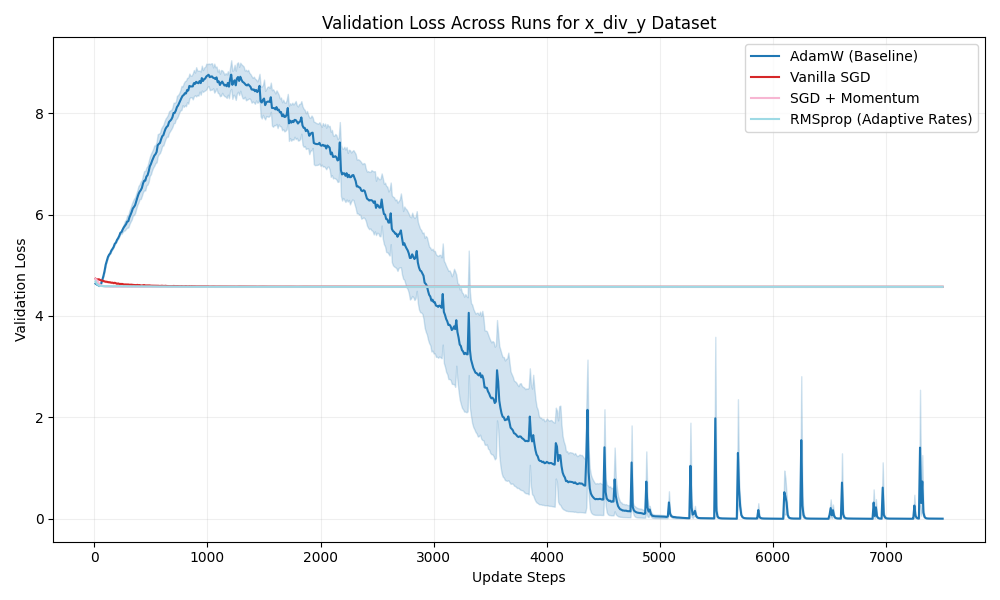 Validation Loss Across Runs for x_div_y Dataset
AdamW (Baseline)
Vanilla SGD
SGD + Momentum
RMSprop (Adaptive Rates)
Validation Loss
8
6
4
2
0
0 1000 2000 3000 4000 5000 6000 7000
Update Steps